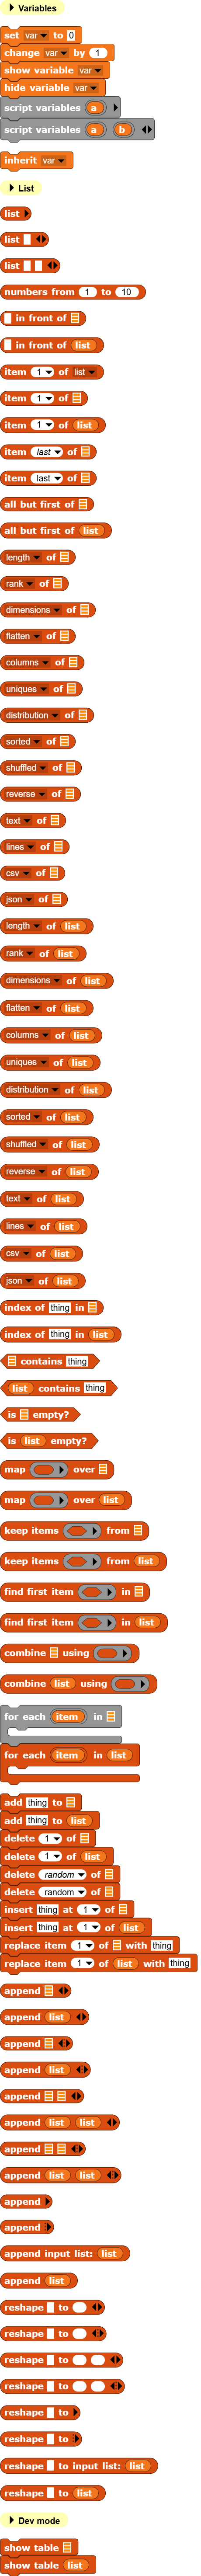 Variables
set var to 0
change var by 1
show variable var
hide variable var
script variables a
script variables a b
inherit var
List
list
list
list
numbers from 1 to 10
in front of
in front of list
item 1 of list
item 1 of
item 1 of list
item last of
item last of
all but first of
all but first of list
length of
rank of
dimensions of
flatten of
columns of
uniques of
distribution of
sorted of
shuffled of
reverse of
text of
lines of
csv of
json of
length of list
rank of list
dimensions of list
flatten of list
columns of list
uniques of list
distribution of list
sorted of list
shuffled of list
reverse of list
text of list
lines of list
csv of list
json of list
index of thing in
index of thing in list
contains thing
list contains thing
is empty?
is list empty?
map over
map over list
keep items from
keep items from list
find first item in
find first item in list
combine using
combine list using
for each item in
for each item in list
add thing to
add thing to list
delete 1 of
delete 1 of list
delete random of
delete random of list
insert thing at 1 of
insert thing at 1 of list
replace item 1 of with thing
replace item 1 of list with thing
append
append list
append
append list
append
append list list
append
append list list
append
append
append input list: list
append list
reshape to
reshape to
reshape to
reshape to
reshape to
reshape to
reshape to input list: list
reshape to list
Dev mode
show table
show table list